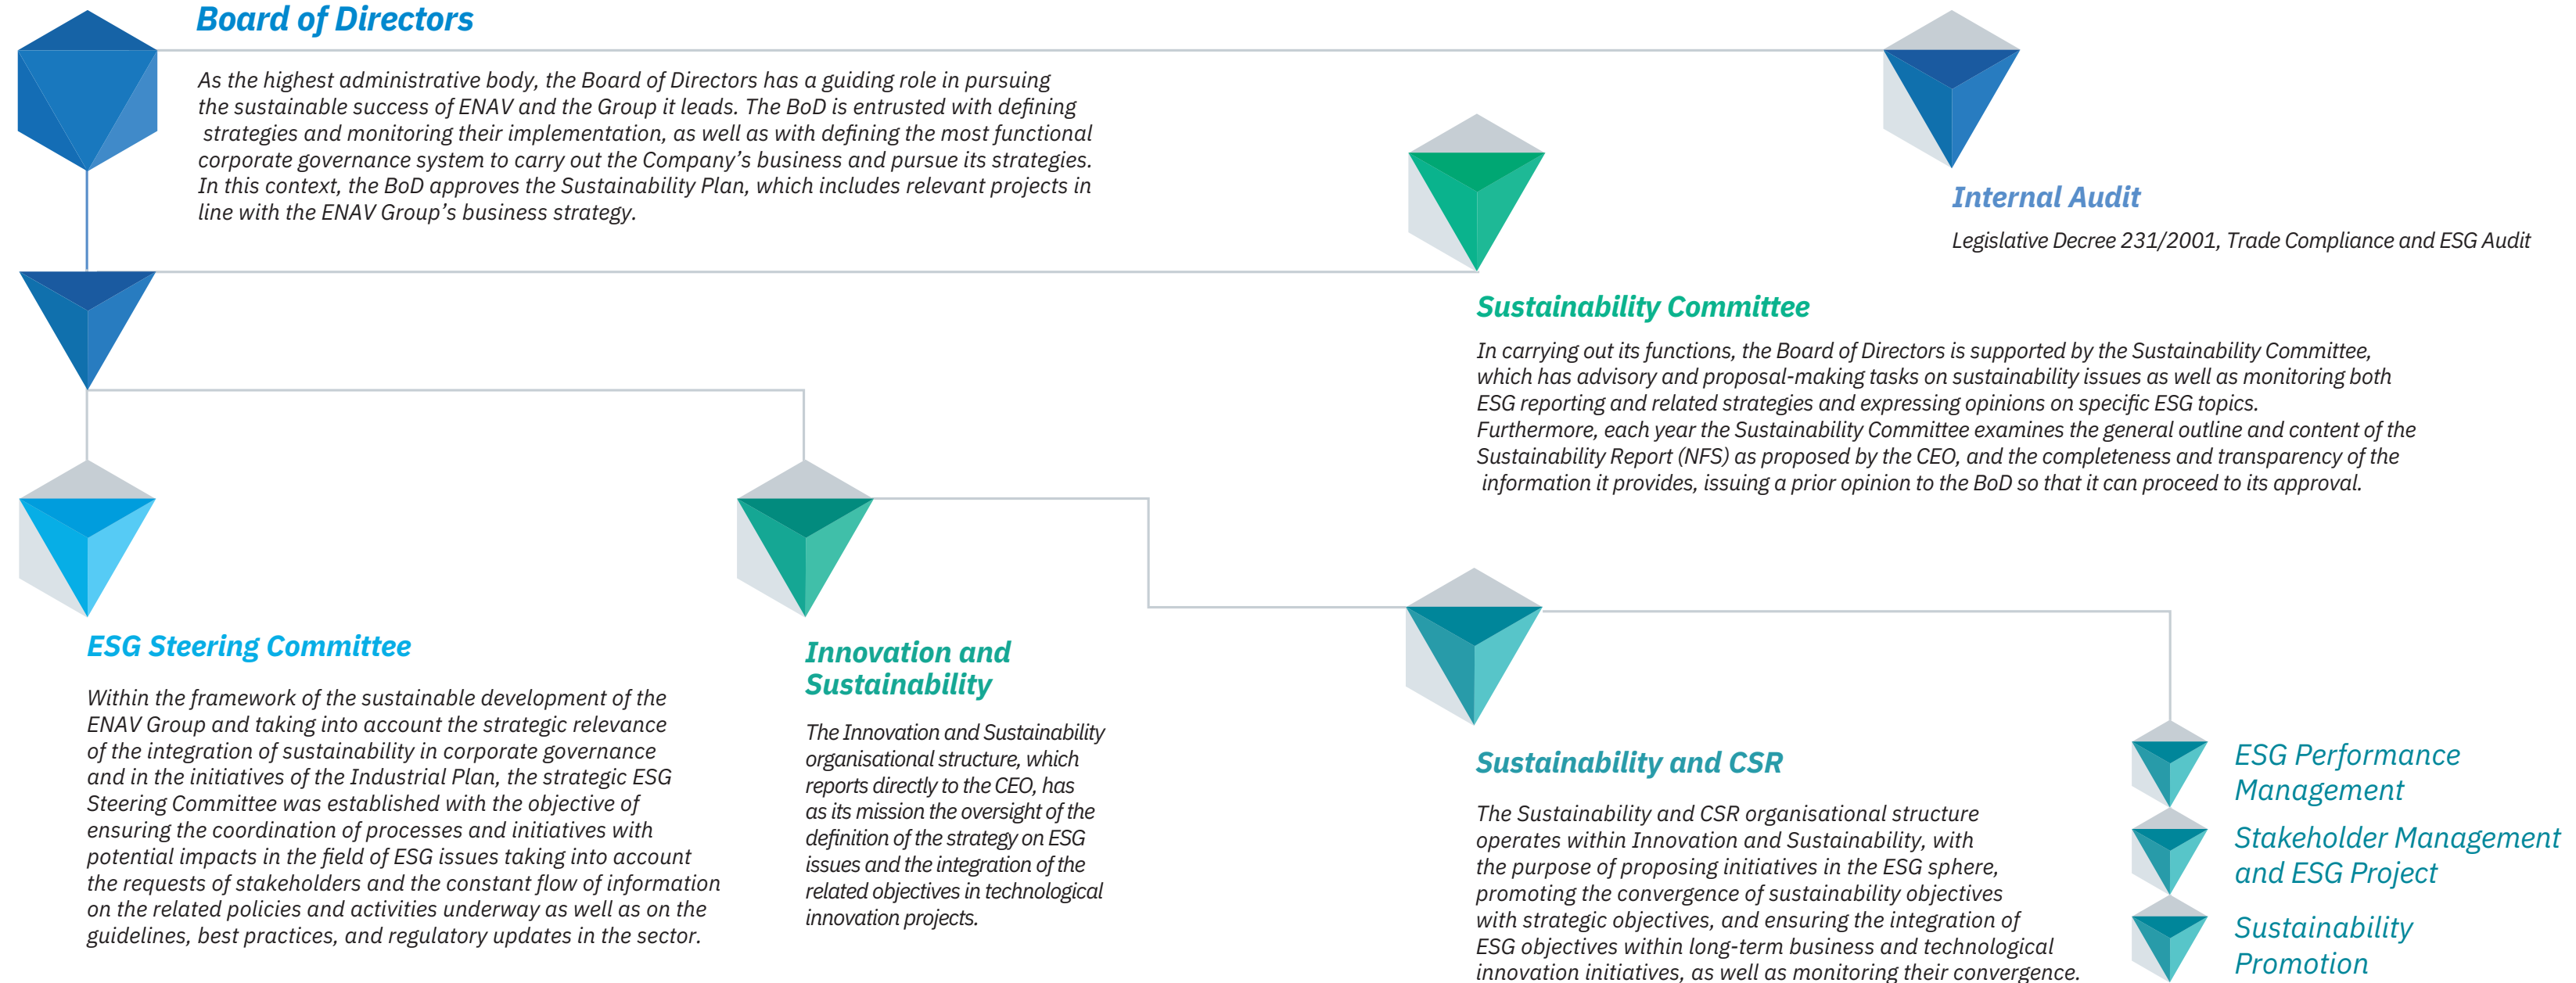 Board of Directors
As the highest administrative body, the Board of Directors has a guiding role in pursuing
the sustainable success of ENAV and the Group it leads. The BoD is entrusted with defining
strategies and monitoring their implementation, as well as with defining the most functional
corporate governance system to carry out the Company’s business and pursue its strategies.
In this context, the BoD approves the Sustainability Plan, which includes relevant projects in
line with the ENAV Group’s business strategy.
Internal Audit
Legislative Decree 231/2001, Trade Compliance and ESG Audit
Sustainability Committee
In carrying out its functions, the Board of Directors is supported by the Sustainability Committee,
which has advisory and proposal-making tasks on sustainability issues as well as monitoring both
ESG reporting and related strategies and expressing opinions on specific ESG topics.
Furthermore, each year the Sustainability Committee examines the general outline and content of the
Sustainability Report (NFS) as proposed by the CEO, and the completeness and transparency of the
information it provides, issuing a prior opinion to the BoD so that it can proceed to its approval.
ESG Steering Committee
Within the framework of the sustainable development of the
ENAV Group and taking into account the strategic relevance
of the integration of sustainability in corporate governance
and in the initiatives of the Industrial Plan, the strategic ESG
Steering Committee was established with the objective of
ensuring the coordination of processes and initiatives with
potential impacts in the field of ESG issues taking into account
the requests of stakeholders and the constant flow of information
on the related policies and activities underway as well as on the
guidelines, best practices, and regulatory updates in the sector.
Innovation and
Sustainability
The Innovation and Sustainability
organisational structure, which
reports directly to the CEO, has
as its mission the oversight of the
definition of the strategy on ESG
issues and the integration of the
related objectives in technological
innovation projects.
Sustainability and CSR
The Sustainability and CSR organisational structure
operates within Innovation and Sustainability, with
the purpose of proposing initiatives in the ESG sphere,
promoting the convergence of sustainability objectives
with strategic objectives, and ensuring the integration of
ESG objectives within long-term business and technological
innovation initiatives, as well as monitoring their convergence.
ESG Performance
Management
Stakeholder Management
and ESG Project
Sustainability
Promotion